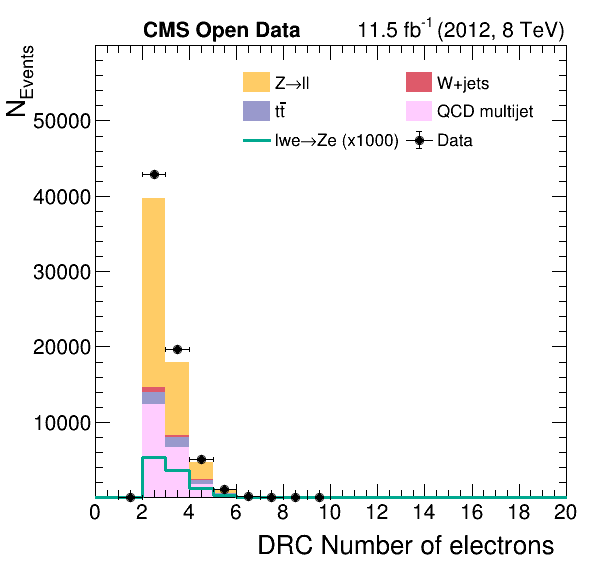 CMS Open Data 11.5 fb-1 (2012, 8 TeV)
NEvents
Z→ll W+jets
tt̄ QCD multijet
lwe→Ze (x1000) Data
50000
40000
30000
20000
10000
0 2 4 6 8 10 12 14 16 18 20
DRC Number of electrons